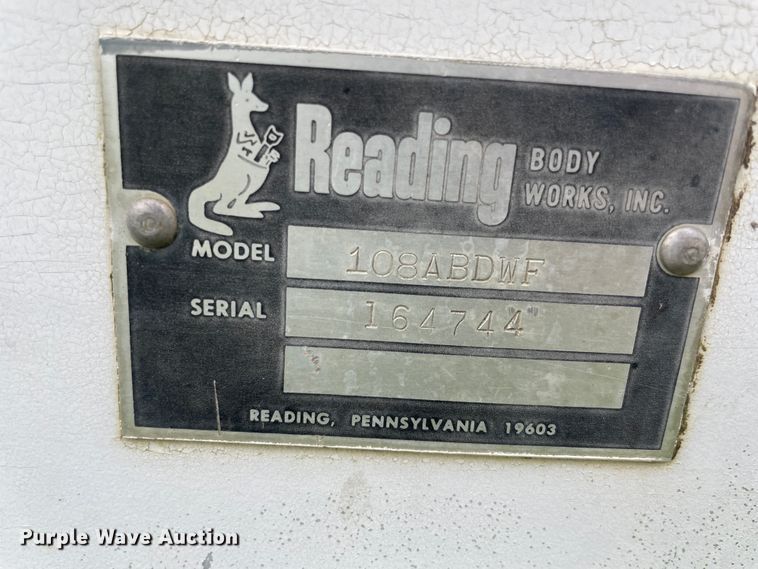 Reading BODY
WORKS, INC.
MODEL 108ABDWF
SERIAL 164744
READING, PENNSYLVANIA 19603
Purple Wave Auction